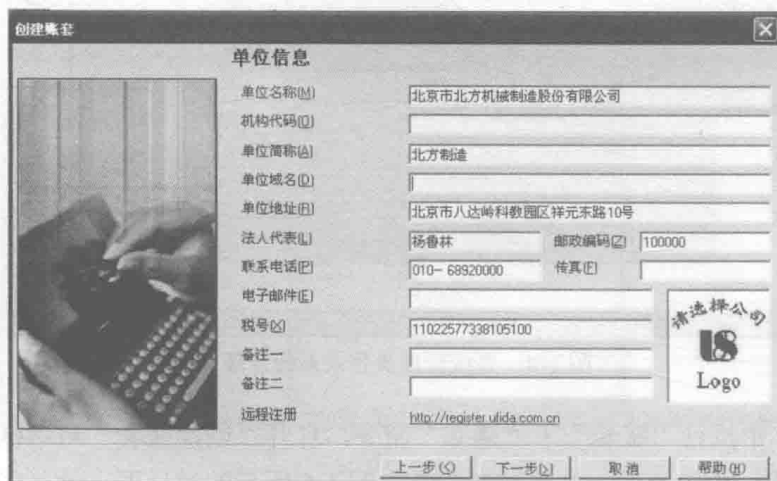 创建账套
单位信息
单位名称(M) 北京市北方机械制造股份有限公司
机构代码(O)
单位简称(A) 北方制造
单位域名(D)
单位地址(R) 北京市八达岭科教园区祥元东路10号
法人代表(L) 杨鲁林 邮政编码(Z) 100000
联系电话(P) 010- 68920000 传真(F)
电子邮件(E)
税号(X) 11022577338105100
备注一
备注二
请选择公司
Logo
远程注册 http://register.ufida.com.cn
上一步(<) 下一步(>) 取消 帮助(H)